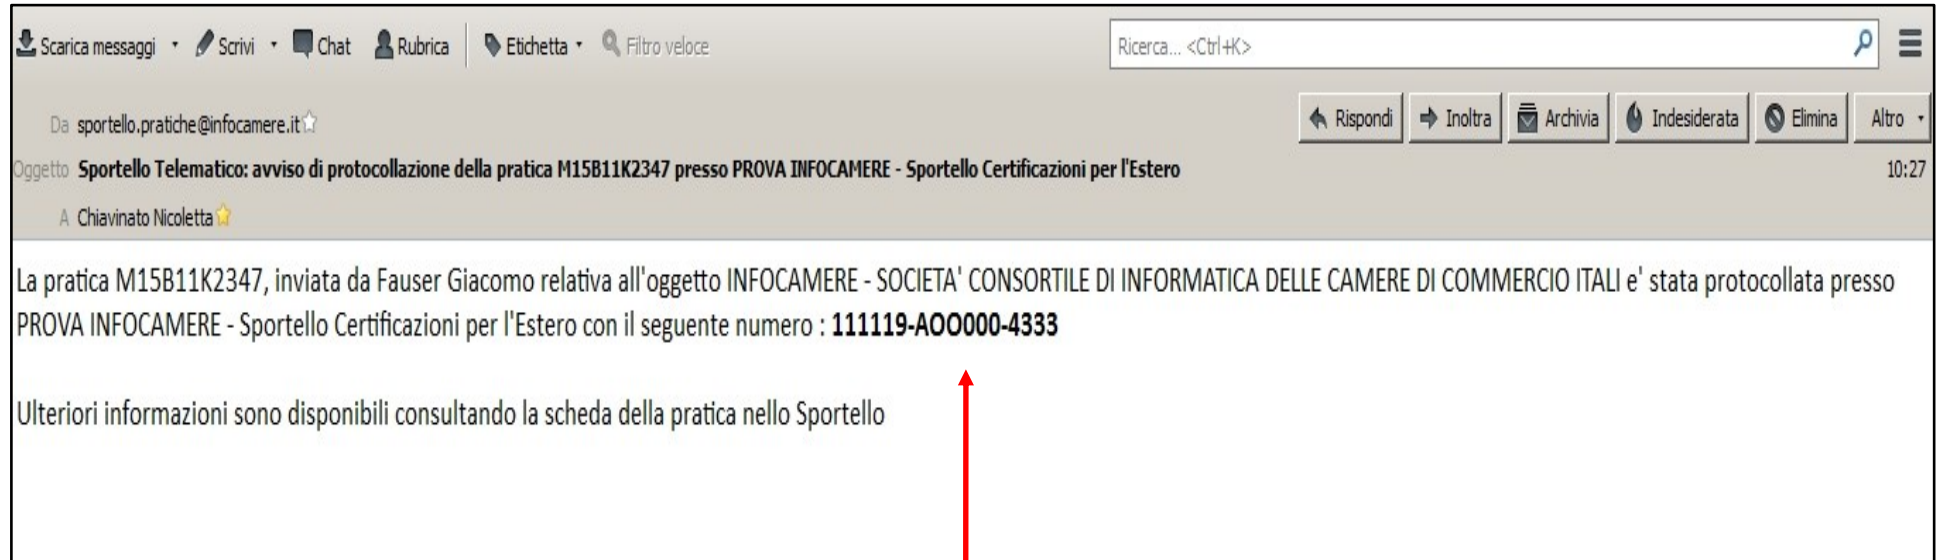 Scarica messaggi Scrivi Chat Rubrica Etichetta Filtro veloce Ricerca... <Ctrl+K>
Da sportello.pratiche@infocamere.it Rispondi Inoltra Archivia Indesiderata Elimina Altro
Oggetto Sportello Telematico: avviso di protocollazione della pratica M15B11K2347 presso PROVA INFOCAMERE - Sportello Certificazioni per l'Estero 10:27
A Chiavinato Nicoletta
La pratica M15B11K2347, inviata da Fauser Giacomo relativa all'oggetto INFOCAMERE - SOCIETA' CONSORTILE DI INFORMATICA DELLE CAMERE DI COMMERCIO ITALI e' stata protocollata presso
PROVA INFOCAMERE - Sportello Certificazioni per l'Estero con il seguente numero : 111119-AOO000-4333
Ulteriori informazioni sono disponibili consultando la scheda della pratica nello Sportello